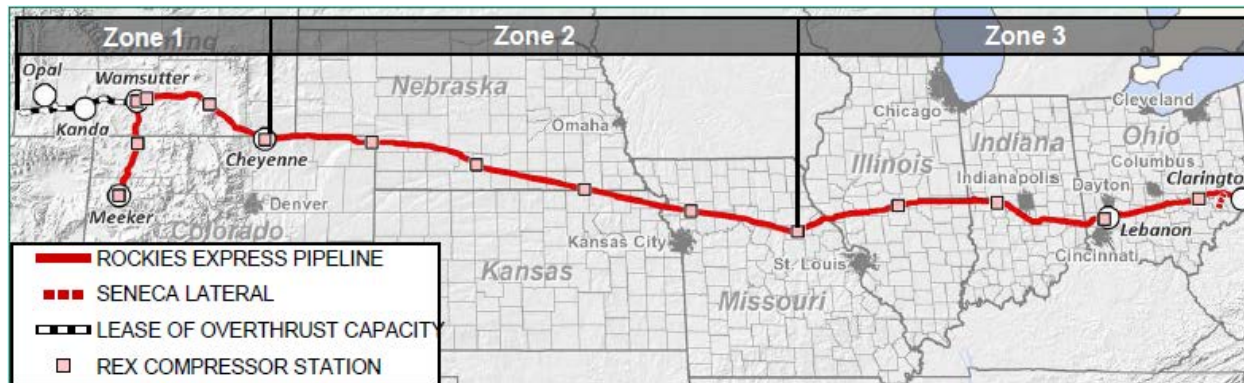 Zone 1
Zone 2
Zone 3
Wyoming
Opal
Wamsutter
Kanda
Cheyenne
Meeker
Denver
Colorado
Nebraska
Omaha
Kansas City
Kansas
Missouri
St. Louis
Illinois
Chicago
Indiana
Indianapolis
Ohio
Cleveland
Columbus
Dayton
Clarington
Lebanon
Cincinnati
ROCKIES EXPRESS PIPELINE
SENECA LATERAL
LEASE OF OVERTHRUST CAPACITY
REX COMPRESSOR STATION